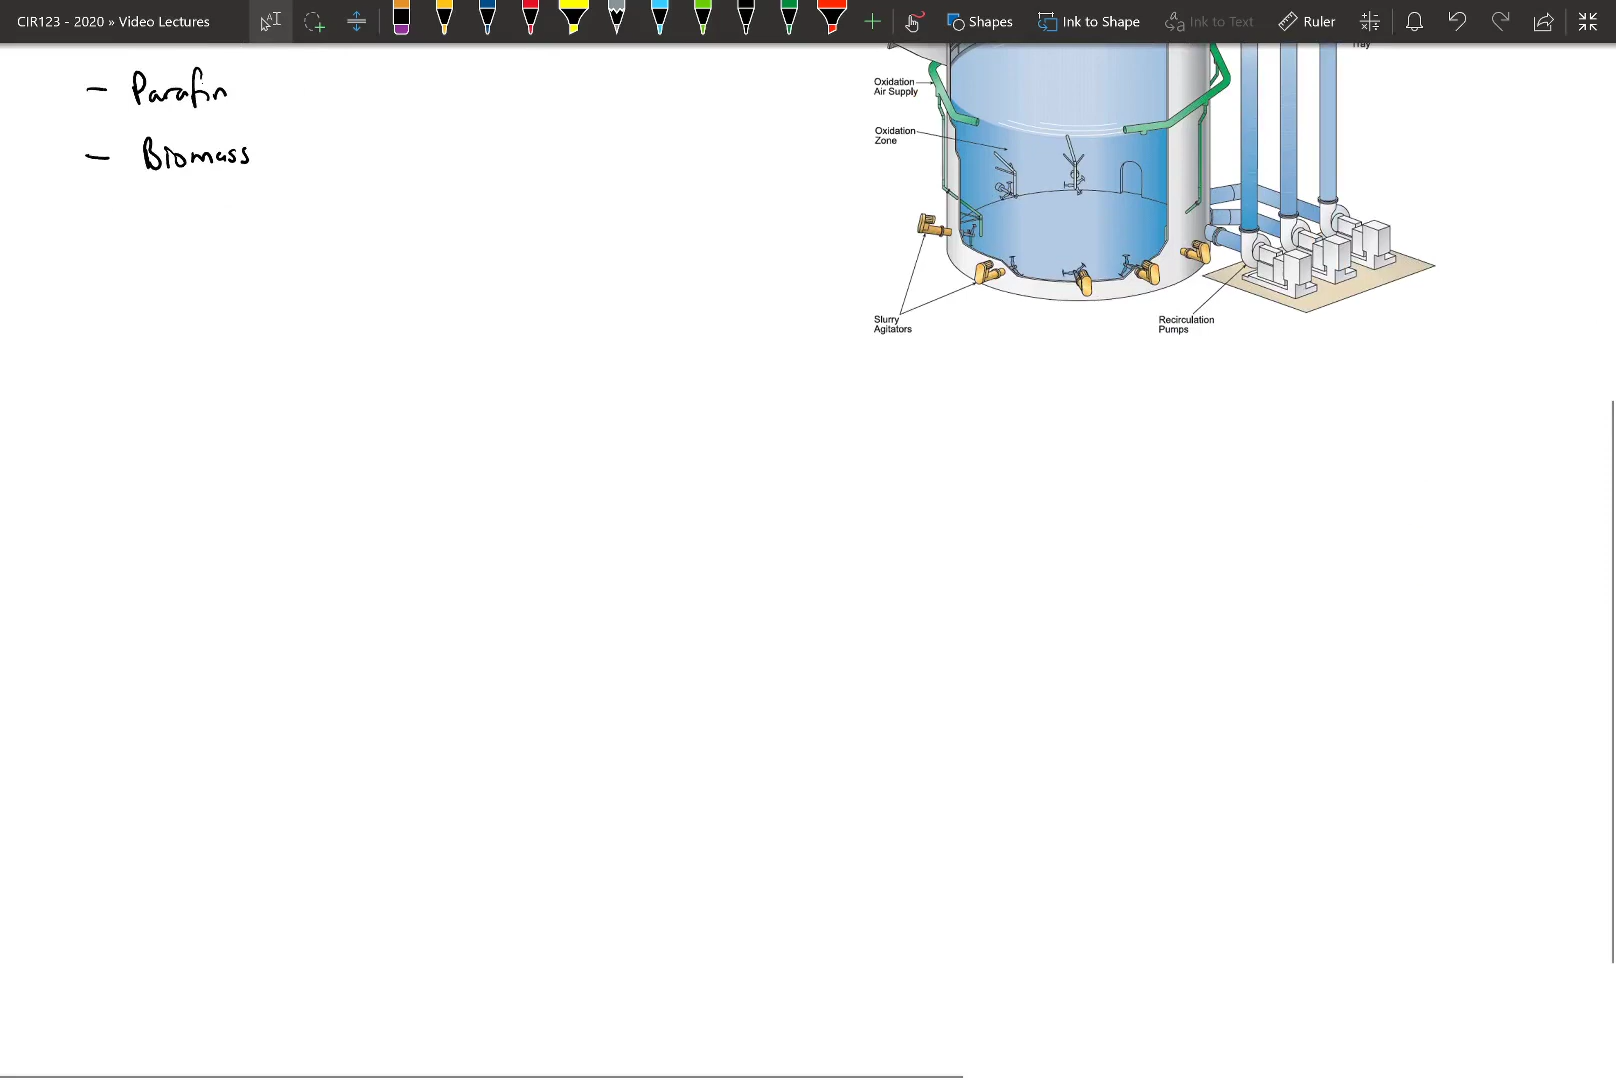 CIR123 - 2020 » Video Lectures
Shapes
Ink to Shape
Ink to Text
Ruler
- Parafin
- Biomass
Tray
Oxidation
Air Supply
Oxidation
Zone
Slurry
Agitators
Recirculation
Pumps